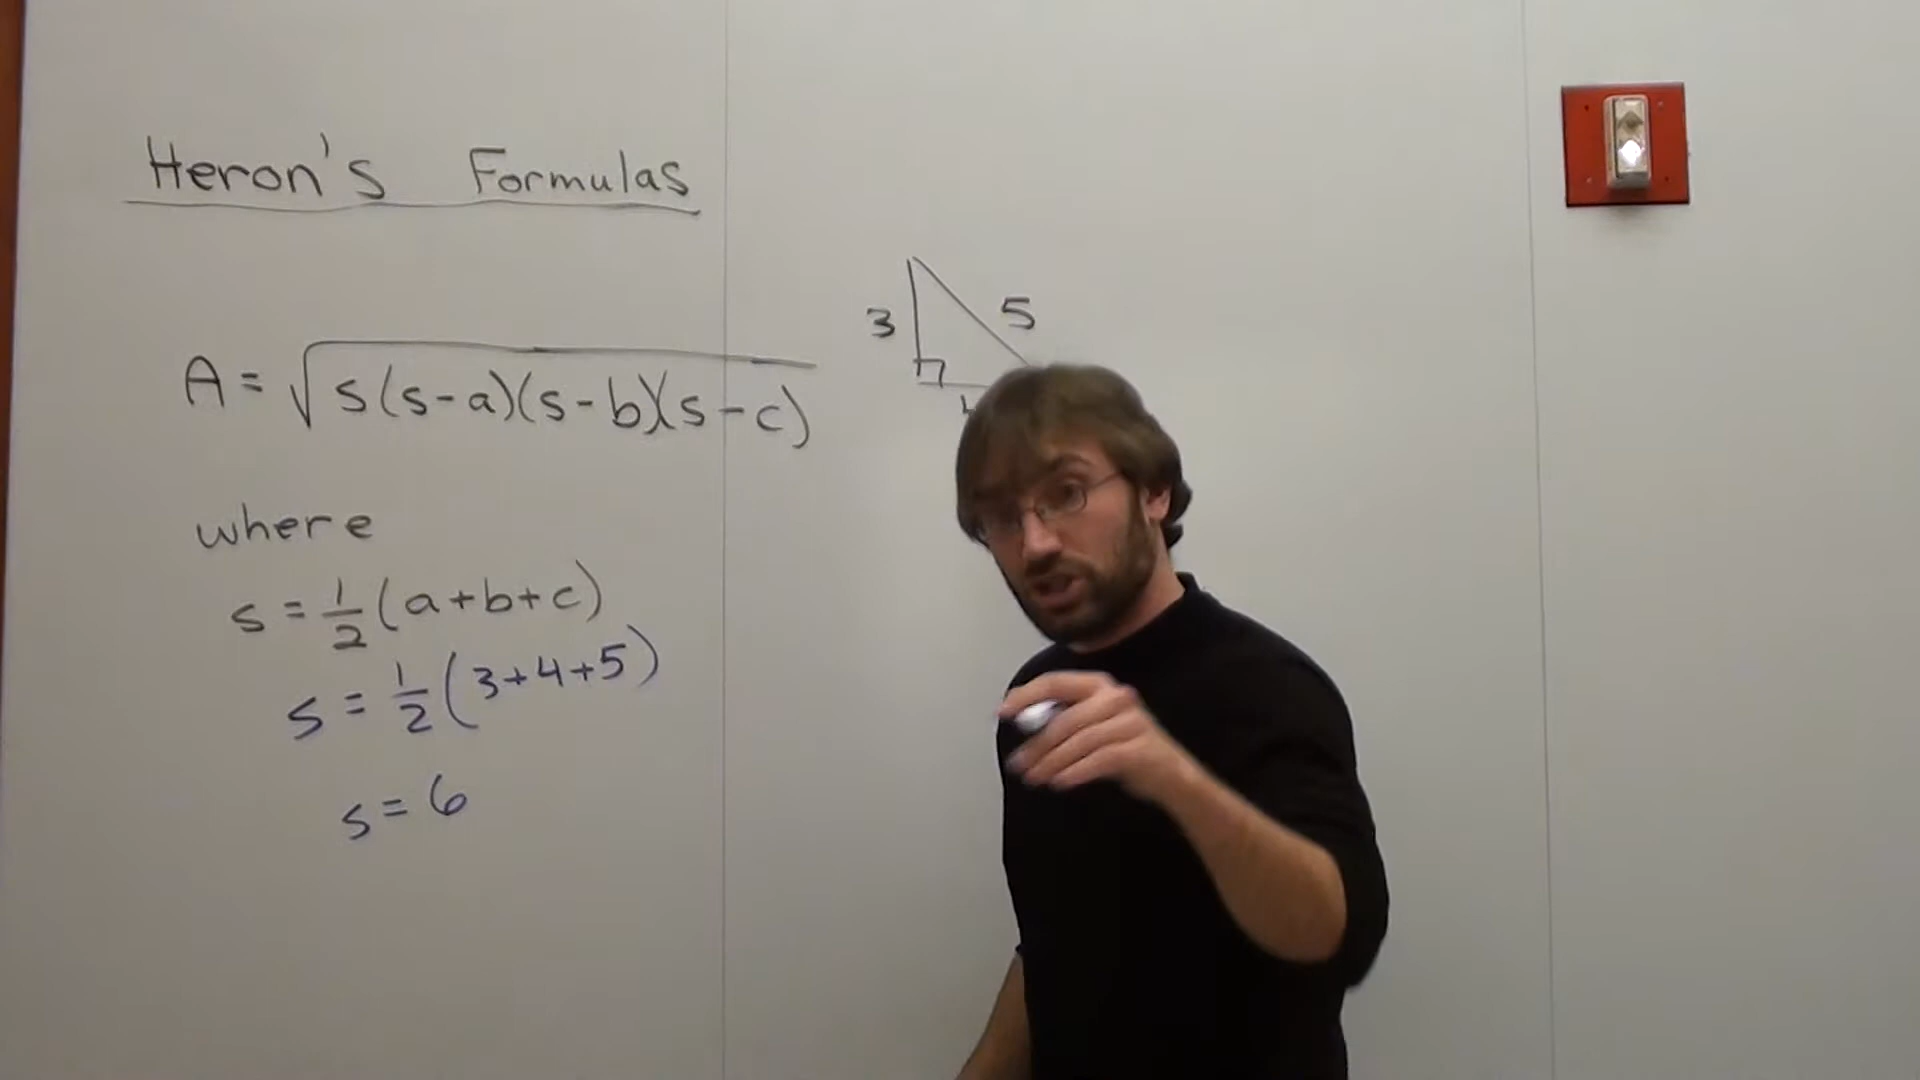 Heron's Formulas
A = √s(s-a)(s-b)(s-c)
where
s = 1/2 (a+b+c)
s = 1/2 (3+4+5)
s = 6
3
5